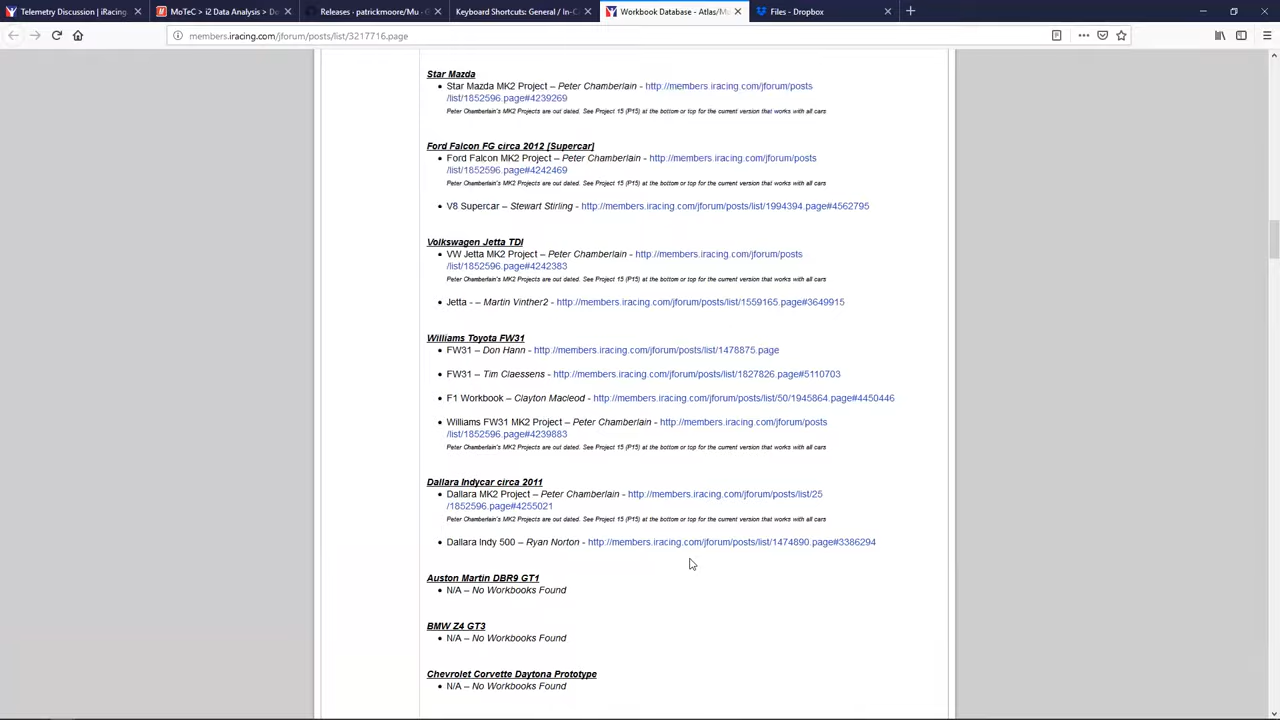 Telemetry Discussion | iRacing
MoTeC > i2 Data Analysis > Do
Releases · patrickmoore/Mu · G
Keyboard Shortcuts: General / In-C
Workbook Database - Atlas/Mu
Files - Dropbox
members.iracing.com/jforum/posts/list/3217716.page
Star Mazda
Star Mazda MK2 Project – Peter Chamberlain - http://members.iracing.com/jforum/posts
/list/1852596.page#4239269
Peter Chamberlain's MK2 Projects are out dated. See Project 15 (P15) at the bottom or top for the current version that works with all cars
Ford Falcon FG circa 2012 [Supercar]
Ford Falcon MK2 Project – Peter Chamberlain - http://members.iracing.com/jforum/posts
/list/1852596.page#4242469
Peter Chamberlain's MK2 Projects are out dated. See Project 15 (P15) at the bottom or top for the current version that works with all cars
V8 Supercar – Stewart Stirling - http://members.iracing.com/jforum/posts/list/1994394.page#4562795
Volkswagen Jetta TDI
VW Jetta MK2 Project – Peter Chamberlain - http://members.iracing.com/jforum/posts
/list/1852596.page#4242383
Peter Chamberlain's MK2 Projects are out dated. See Project 15 (P15) at the bottom or top for the current version that works with all cars
Jetta - – Martin Vinther2 - http://members.iracing.com/jforum/posts/list/1559165.page#3649915
Williams Toyota FW31
FW31 – Don Hann - http://members.iracing.com/jforum/posts/list/1478875.page
FW31 – Tim Claessens - http://members.iracing.com/jforum/posts/list/1827826.page#5110703
F1 Workbook – Clayton Macleod - http://members.iracing.com/jforum/posts/list/50/1945864.page#4450446
Williams FW31 MK2 Project – Peter Chamberlain - http://members.iracing.com/jforum/posts
/list/1852596.page#4239883
Peter Chamberlain's MK2 Projects are out dated. See Project 15 (P15) at the bottom or top for the current version that works with all cars
Dallara Indycar circa 2011
Dallara MK2 Project – Peter Chamberlain - http://members.iracing.com/jforum/posts/list/25
/1852596.page#4255021
Peter Chamberlain's MK2 Projects are out dated. See Project 15 (P15) at the bottom or top for the current version that works with all cars
Dallara Indy 500 – Ryan Norton - http://members.iracing.com/jforum/posts/list/1474890.page#3386294
Auston Martin DBR9 GT1
N/A – No Workbooks Found
BMW Z4 GT3
N/A – No Workbooks Found
Chevrolet Corvette Daytona Prototype
N/A – No Workbooks Found